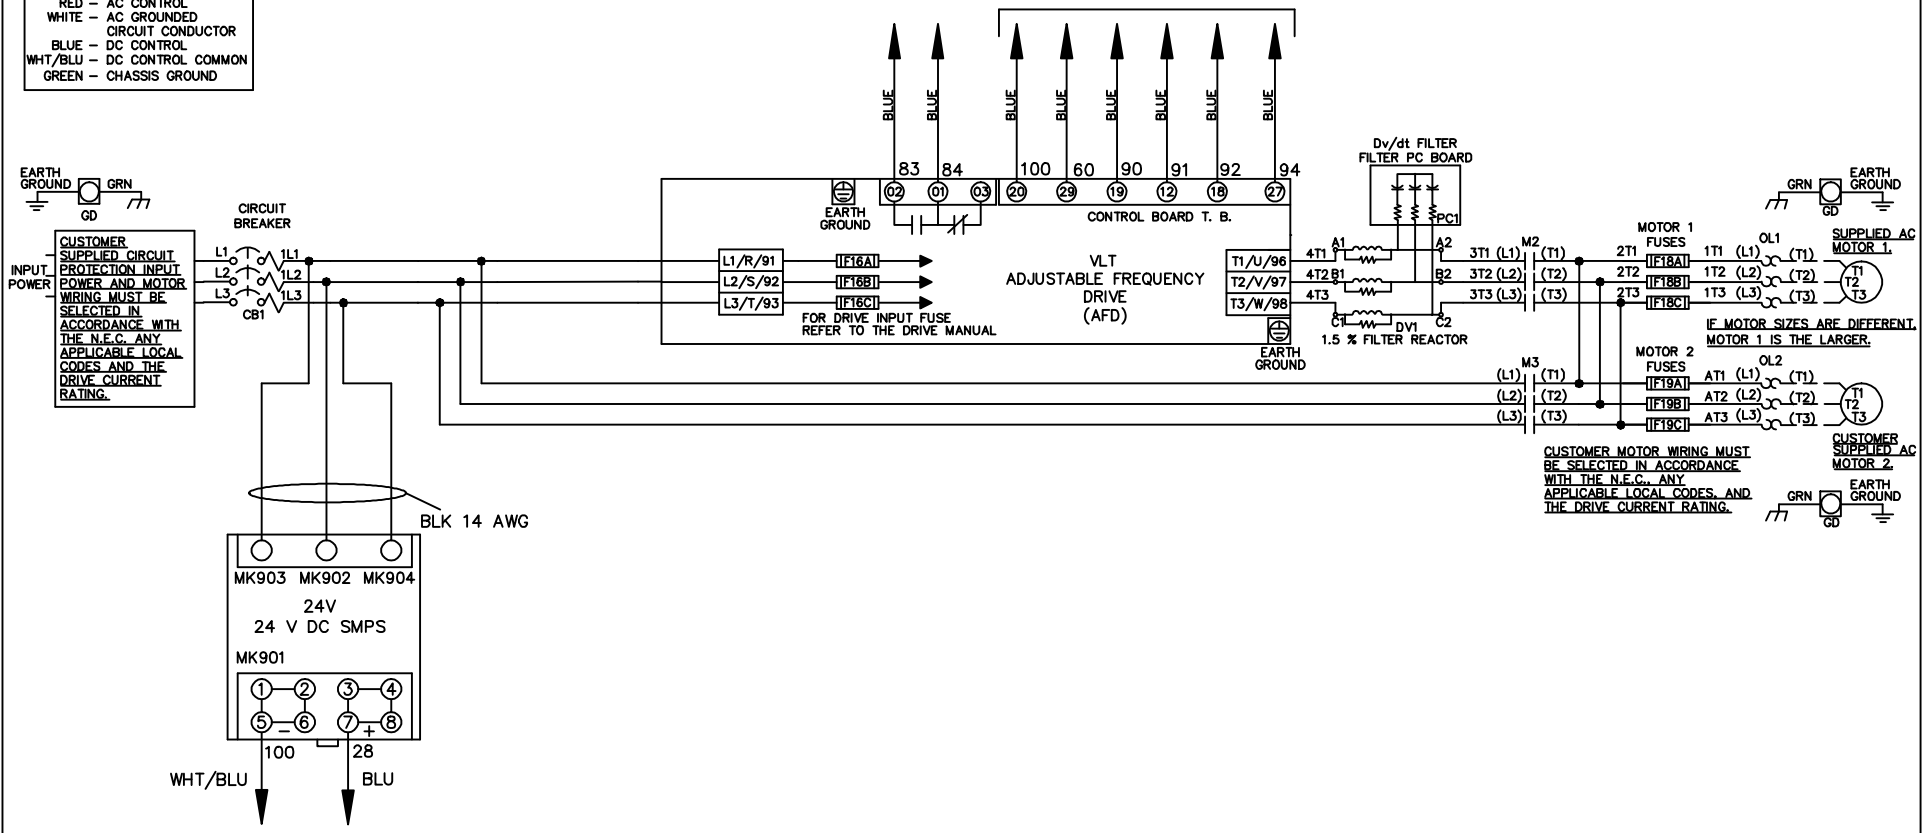 RED – AC CONTROL
WHITE – AC GROUNDED
CIRCUIT CONDUCTOR
BLUE – DC CONTROL
WHT/BLU – DC CONTROL COMMON
GREEN – CHASSIS GROUND
BLUE
BLUE
BLUE
BLUE
BLUE
BLUE
BLUE
BLUE
83
84
100
60
90
91
92
94
02
01
03
20
29
19
12
18
27
EARTH
GROUND
CONTROL BOARD T. B.
EARTH
GROUND
GRN
GD
CIRCUIT
BREAKER
INPUT
POWER
CUSTOMER
SUPPLIED CIRCUIT
PROTECTION INPUT
POWER AND MOTOR
WIRING MUST BE
SELECTED IN
ACCORDANCE WITH
THE N.E.C. ANY
APPLICABLE LOCAL
CODES AND THE
DRIVE CURRENT
RATING.
L1
1L1
L2
1L2
L3
1L3
CB1
L1/R/91
L2/S/92
L3/T/93
F16A
F16B
F16C
FOR DRIVE INPUT FUSE
REFER TO THE DRIVE MANUAL
VLT
ADJUSTABLE FREQUENCY
DRIVE
(AFD)
T1/U/96
T2/V/97
T3/W/98
EARTH
GROUND
Dv/dt FILTER
FILTER PC BOARD
PC1
4T1
A1
A2
4T2
B1
B2
4T3
C1
C2
DV1
1.5 % FILTER REACTOR
M2
3T1 (L1) (T1)
3T2 (L2) (T2)
3T3 (L3) (T3)
MOTOR 1
FUSES
2T1
F18A
1T1 (L1)
2T2
F18B
1T2 (L2)
2T3
F18C
1T3 (L3)
OL1
(T1)
(T2)
(T3)
GRN
EARTH
GROUND
GD
SUPPLIED AC
MOTOR 1.
T1
T2
T3
IF MOTOR SIZES ARE DIFFERENT,
MOTOR 1 IS THE LARGER.
M3
(L1) (T1)
(L2) (T2)
(L3) (T3)
MOTOR 2
FUSES
F19A
AT1 (L1)
F19B
AT2 (L2)
F19C
AT3 (L3)
OL2
(T1)
(T2)
(T3)
T1
T2
T3
CUSTOMER
SUPPLIED AC
MOTOR 2.
CUSTOMER MOTOR WIRING MUST
BE SELECTED IN ACCORDANCE
WITH THE N.E.C., ANY
APPLICABLE LOCAL CODES, AND
THE DRIVE CURRENT RATING.
GRN
EARTH
GROUND
GD
BLK 14 AWG
MK903 MK902 MK904
24V
24 V DC SMPS
MK901
1 2 3 4
5 6 7 8
– +
100
28
WHT/BLU
BLU